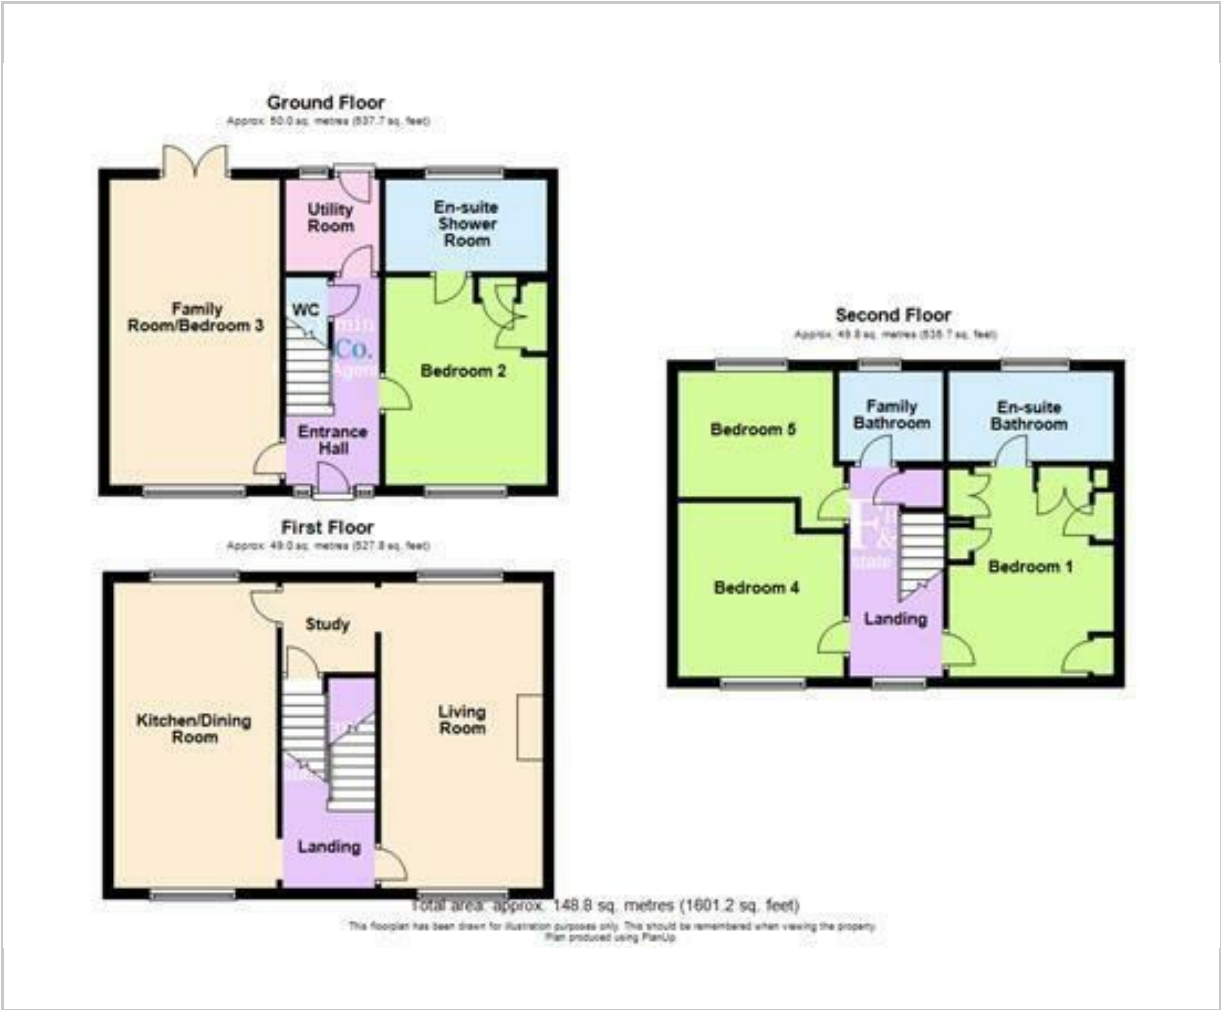 Ground Floor
Approx. 50.0 sq. metres (537.7 sq. feet)
Utility
Room
En-suite
Shower
Room
Family
Room/Bedroom 3
WC
min
Co.
Agent
Bedroom 2
Entrance
Hall
First Floor
Approx. 49.0 sq. metres (527.8 sq. feet)
Study
Kitchen/Dining
Room
Living
Room
Landing
Second Floor
Approx. 49.8 sq. metres (535.7 sq. feet)
Bedroom 5
Family
Bathroom
En-suite
Bathroom
F
&
state
Bedroom 4
Bedroom 1
Landing
Total area: approx. 148.8 sq. metres (1601.2 sq. feet)
This floorplan has been drawn for illustration purposes only. This should be remembered when viewing the property.
Plan produced using PlanUp.